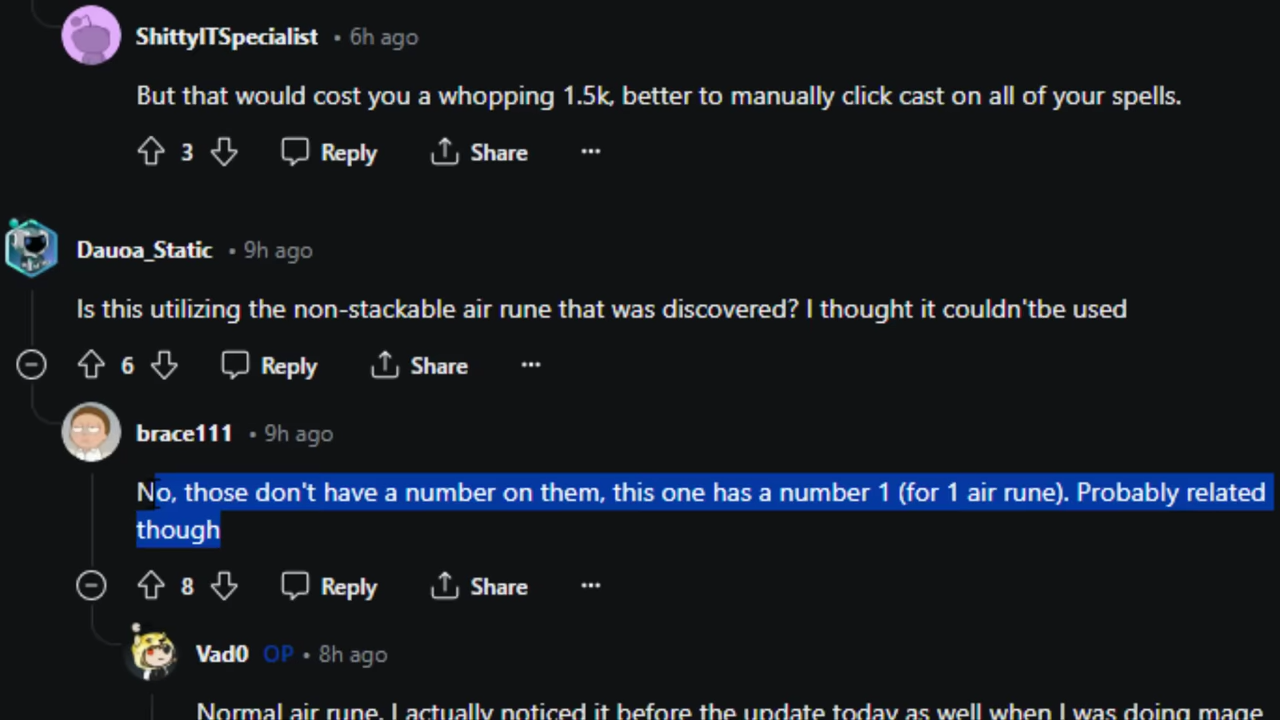 ShittyITSpecialist • 6h ago
But that would cost you a whopping 1.5k, better to manually click cast on all of your spells.
3 Reply Share ...
Dauoa_Static • 9h ago
Is this utilizing the non-stackable air rune that was discovered? I thought it couldn'tbe used
6 Reply Share ...
brace111 • 9h ago
No, those don't have a number on them, this one has a number 1 (for 1 air rune). Probably related
though
8 Reply Share ...
Vad0 OP • 8h ago
Normal air rune. I actually noticed it before the update today as well when I was doing mage